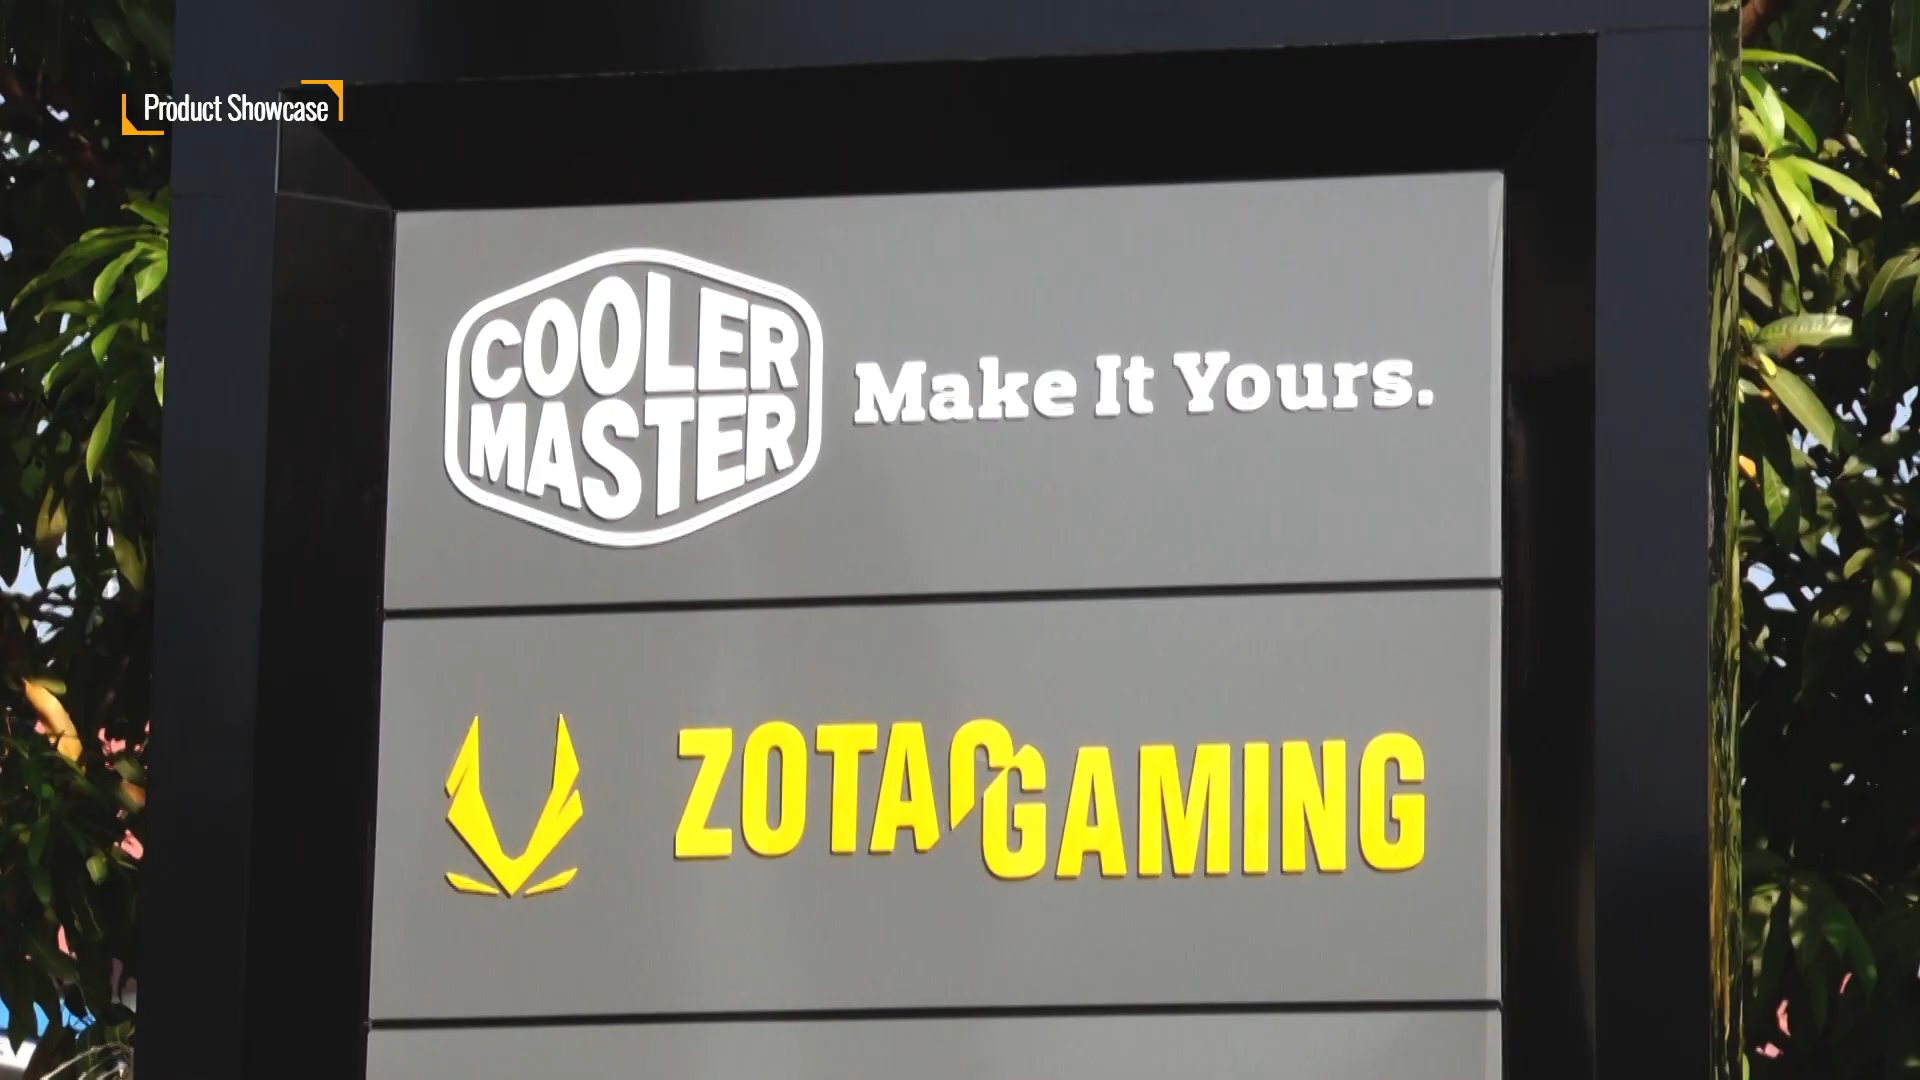 Product Showcase
COOLER
MASTER
Make It Yours.
ZOTAC GAMING